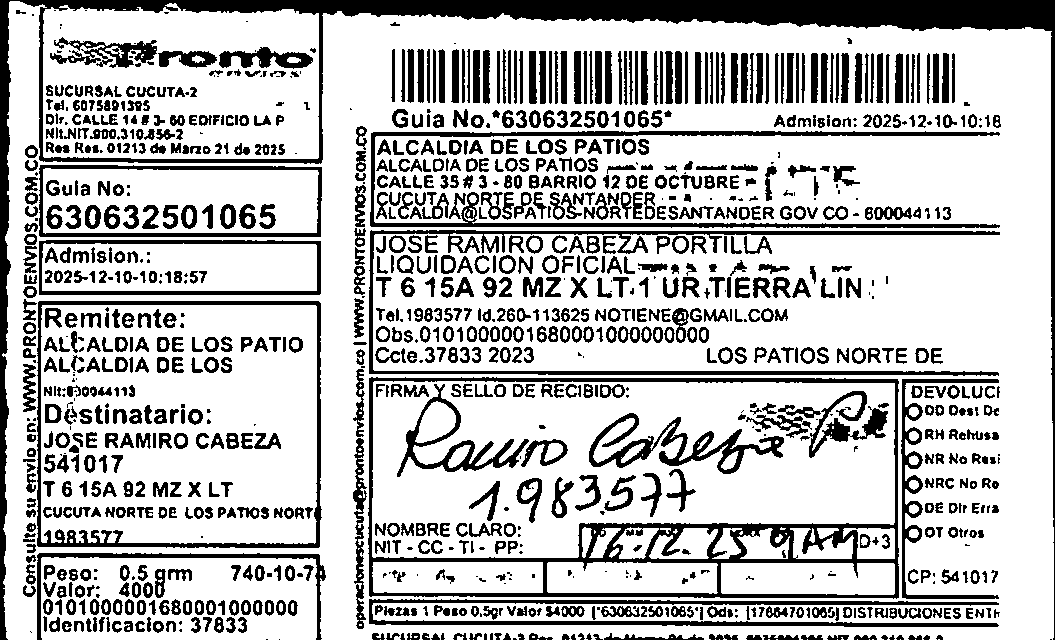 Pronto
envios
SUCURSAL CUCUTA-2
Tel. 6075891395
Dir. CALLE 14 # 3- 60 EDIFICIO LA P
Nit.NIT.900.310.856-2
Res Res. 01213 de Marzo 21 de 2025
Guia No:
630632501065
Admision.:
2025-12-10-10:18:57
Remitente:
ALCALDIA DE LOS PATIO
ALCALDIA DE LOS
Nit:800044113
Destinatario:
JOSE RAMIRO CABEZA
541017
T 6 15A 92 MZ X LT
CUCUTA NORTE DE LOS PATIOS NORTE
1983577
Peso: 0.5 grm 740-10-74
Valor: 4000
0101000001680001000000
Identificacion: 37833
Consulte su envio en: WWW.PRONTOENVIOS.COM.CO
operacionescucuta@prontoenvios.com.co | WWW.PRONTOENVIOS.COM.CO
Guia No.*630632501065*
Admision: 2025-12-10-10:18
ALCALDIA DE LOS PATIOS
ALCALDIA DE LOS PATIOS
CALLE 35 # 3 - 80 BARRIO 12 DE OCTUBRE -
CUCUTA NORTE DE SANTANDER
ALCALDIA@LOSPATIOS-NORTEDESANTANDER GOV CO - 800044113
JOSE RAMIRO CABEZA PORTILLA
LIQUIDACION OFICIAL
T 6 15A 92 MZ X LT.1 UR.TIERRA LIN
Tel.1983577 Id.260-113625 NOTIENE@GMAIL.COM
Obs.0101000001680001000000000
Ccte.37833 2023 LOS PATIOS NORTE DE
FIRMA Y SELLO DE RECIBIDO:
Ramiro Cabeza P
1.983.577
NOMBRE CLARO:
NIT - CC - TI - PP:
16.12.25 9AM
D+3
DEVOLUCI
DD Dest De
RH Rehusa
NR No Resi
NRC No Re
DE Dir Erra
OT Otros
CP: 541017
Piezas 1 Peso 0,5gr Valor $4000 ['630632501065'] Ods: [17664701065] DISTRIBUCIONES ENTR